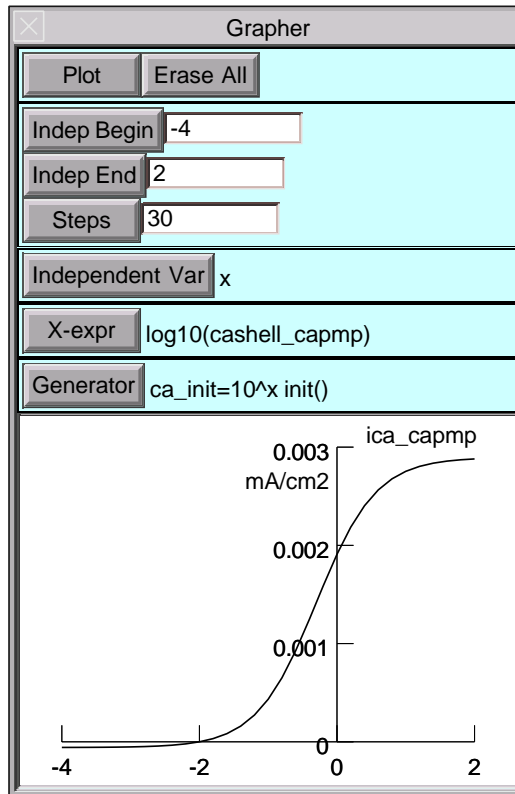 Grapher
Plot Erase All
Indep Begin -4
Indep End 2
Steps 30
Independent Var x
X-expr log10(cashell_capmp)
Generator ca_init=10^x init()
ica_capmp
0.003
mA/cm2
0.002
0.001
0
-4 -2 0 2